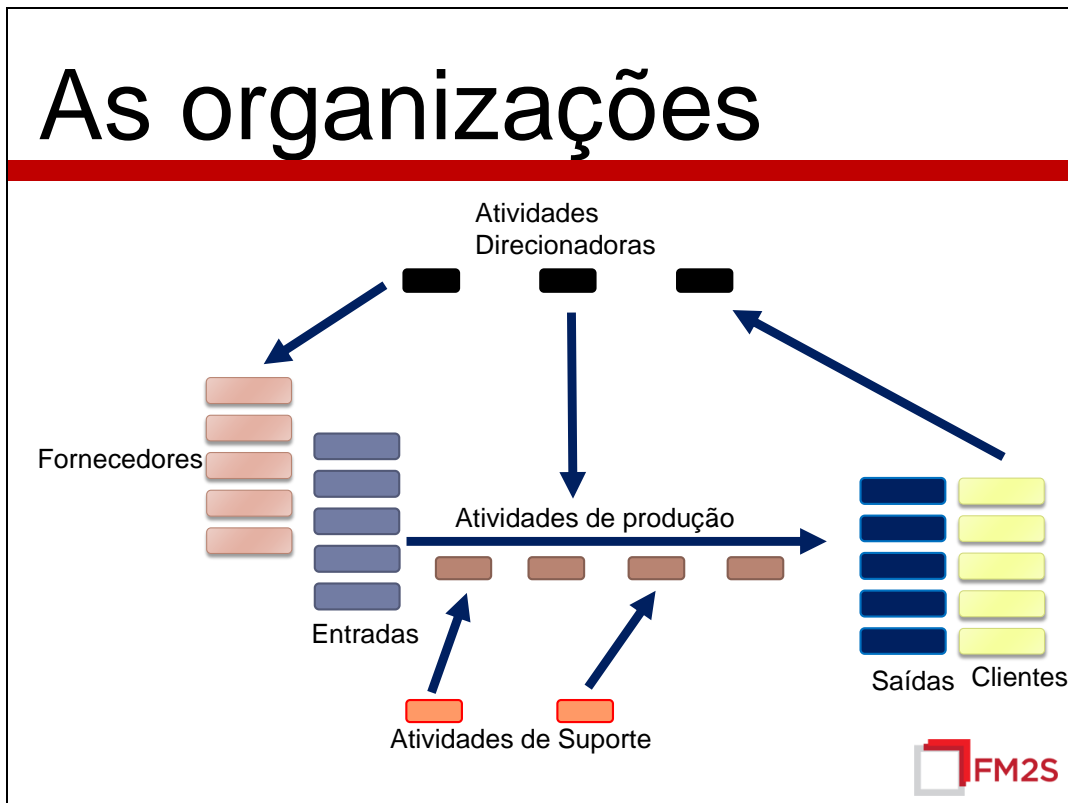 As organizações
Atividades
Direcionadoras
Fornecedores
Atividades de produção
Entradas
Saídas
Clientes
Atividades de Suporte
FM2S